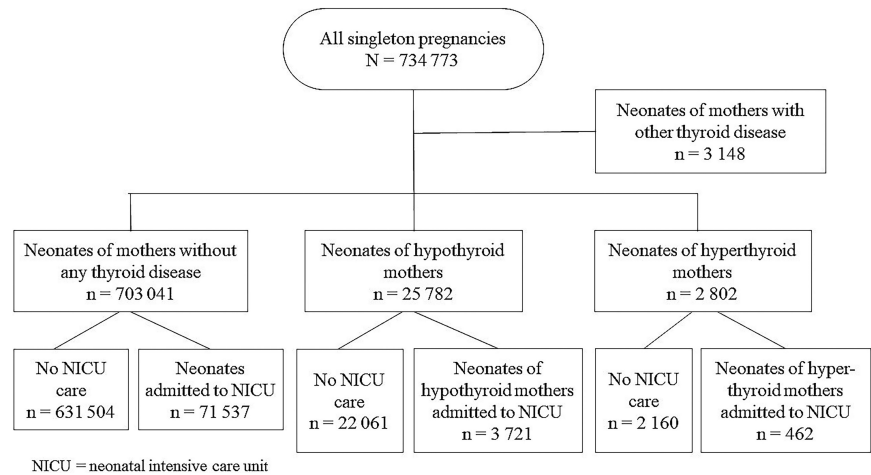 All singleton pregnancies
N = 734 773
Neonates of mothers with
other thyroid disease
n = 3 148
Neonates of mothers without
any thyroid disease
n = 703 041
Neonates of hypothyroid
mothers
n = 25 782
Neonates of hyperthyroid
mothers
n = 2 802
No NICU
care
n = 631 504
Neonates
admitted to NICU
n = 71 537
No NICU
care
n = 22 061
Neonates of
hypothyroid mothers
admitted to NICU
n = 3 721
No NICU
care
n = 2 160
Neonates of hyper-
thyroid mothers
admitted to NICU
n = 462
NICU = neonatal intensive care unit